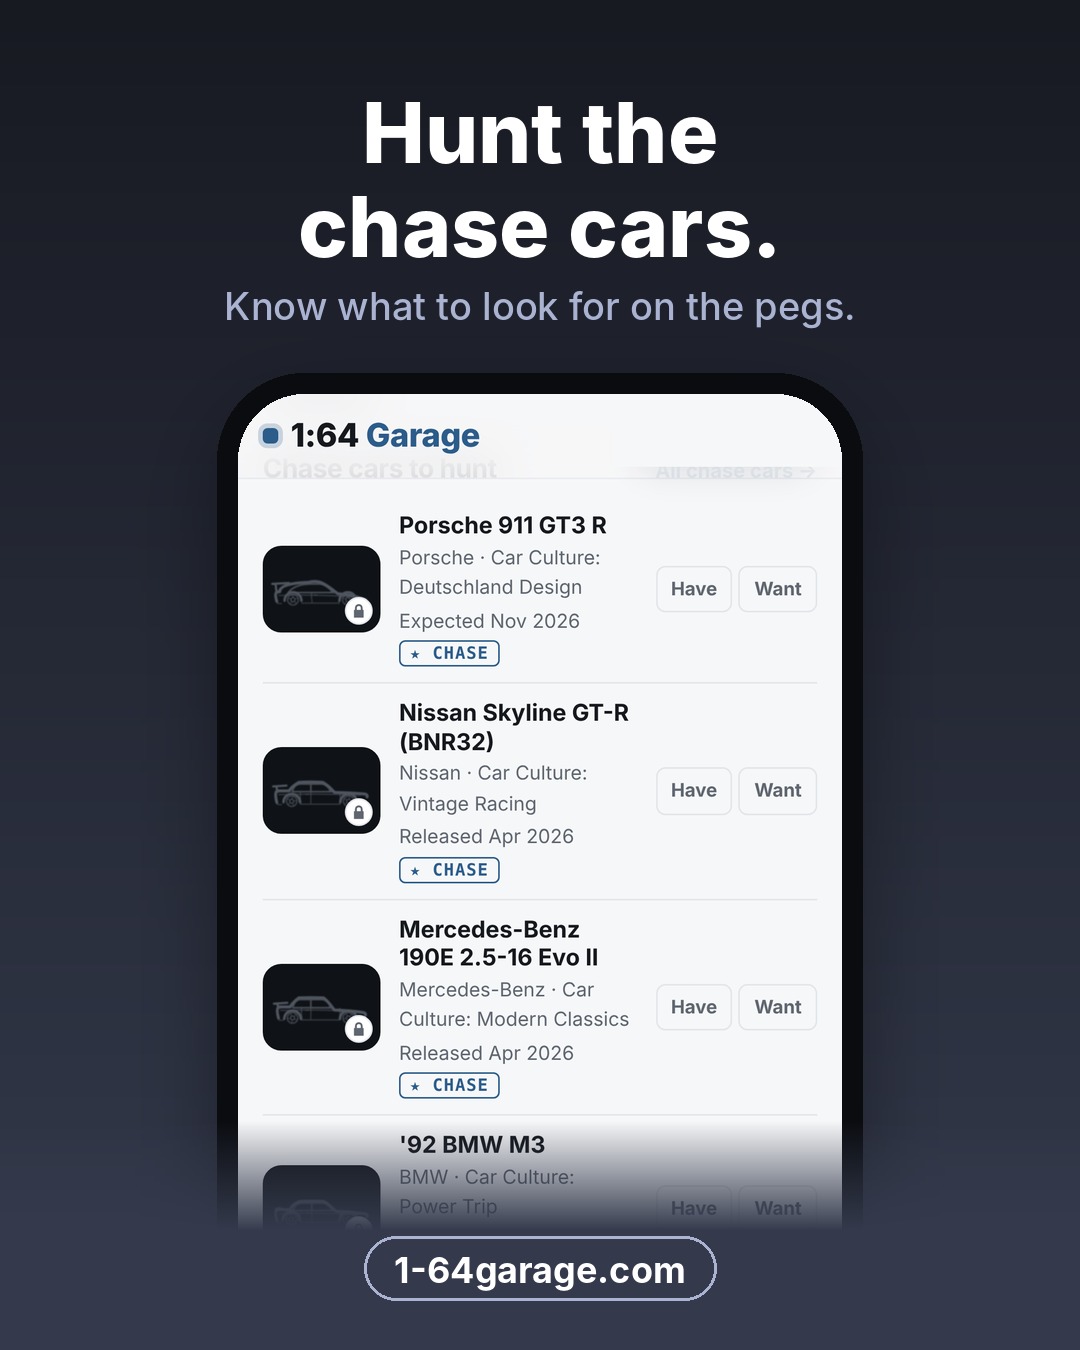 Hunt the
chase cars.
Know what to look for on the pegs.
1:64 Garage
Chase cars to hunt
All chase cars →
Porsche 911 GT3 R
Porsche · Car Culture:
Deutschland Design
Expected Nov 2026
★ CHASE
Have
Want
Nissan Skyline GT-R
(BNR32)
Nissan · Car Culture:
Vintage Racing
Released Apr 2026
★ CHASE
Have
Want
Mercedes-Benz
190E 2.5-16 Evo II
Mercedes-Benz · Car
Culture: Modern Classics
Released Apr 2026
★ CHASE
Have
Want
'92 BMW M3
BMW · Car Culture:
Power Trip
Have
Want
1-64garage.com